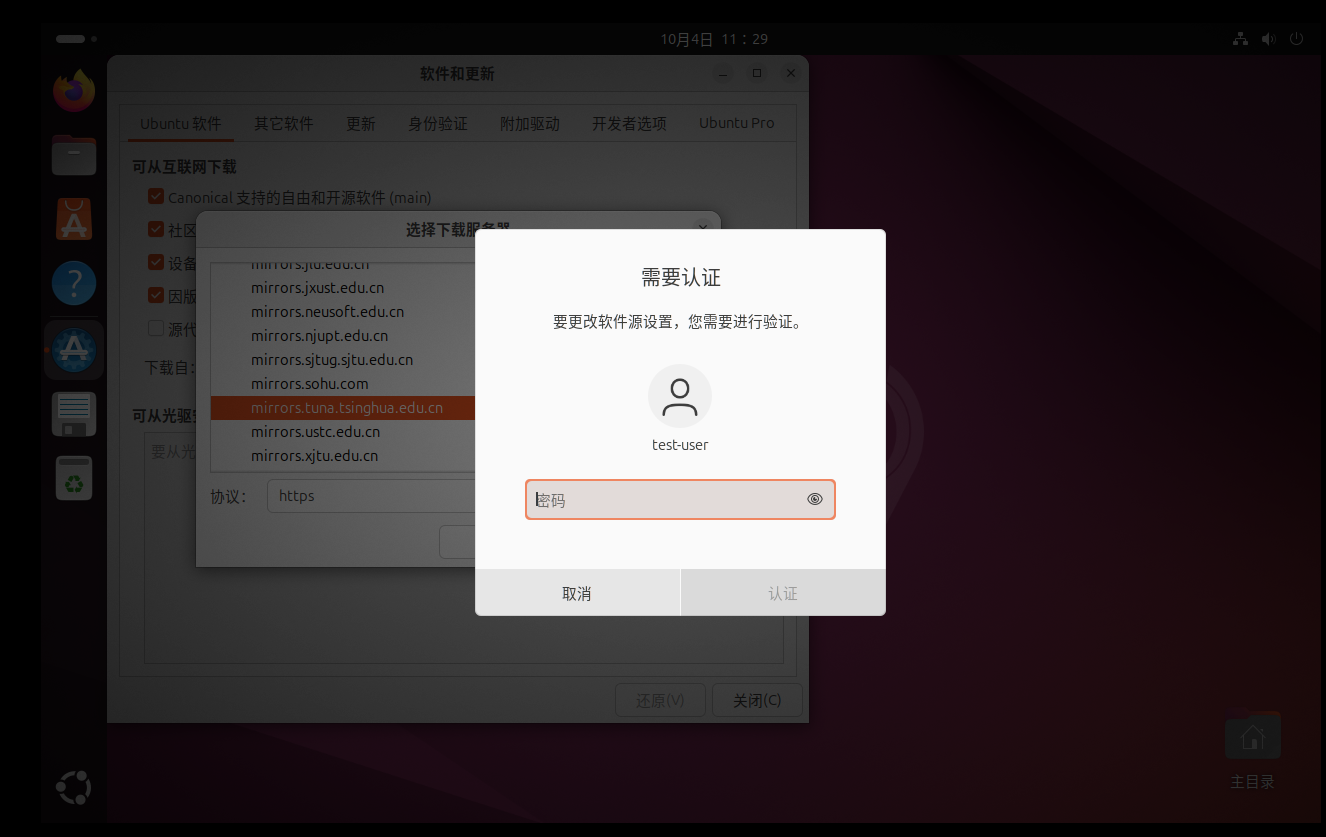 10月4日 11：29
软件和更新
Ubuntu 软件 其它软件 更新 身份验证 附加驱动 开发者选项 Ubuntu Pro
可从互联网下载
Canonical 支持的自由和开源软件 (main)
社区
设备
因版
源代
下载自:
可从光驱
要从光
选择下载服务器
mirrors.jlu.edu.cn
mirrors.jxust.edu.cn
mirrors.neusoft.edu.cn
mirrors.njupt.edu.cn
mirrors.sjtug.sjtu.edu.cn
mirrors.sohu.com
mirrors.tuna.tsinghua.edu.cn
mirrors.ustc.edu.cn
mirrors.xjtu.edu.cn
协议：
https
需要认证
要更改软件源设置，您需要进行验证。
test-user
密码
取消 认证
还原(V) 关闭(C)
主目录